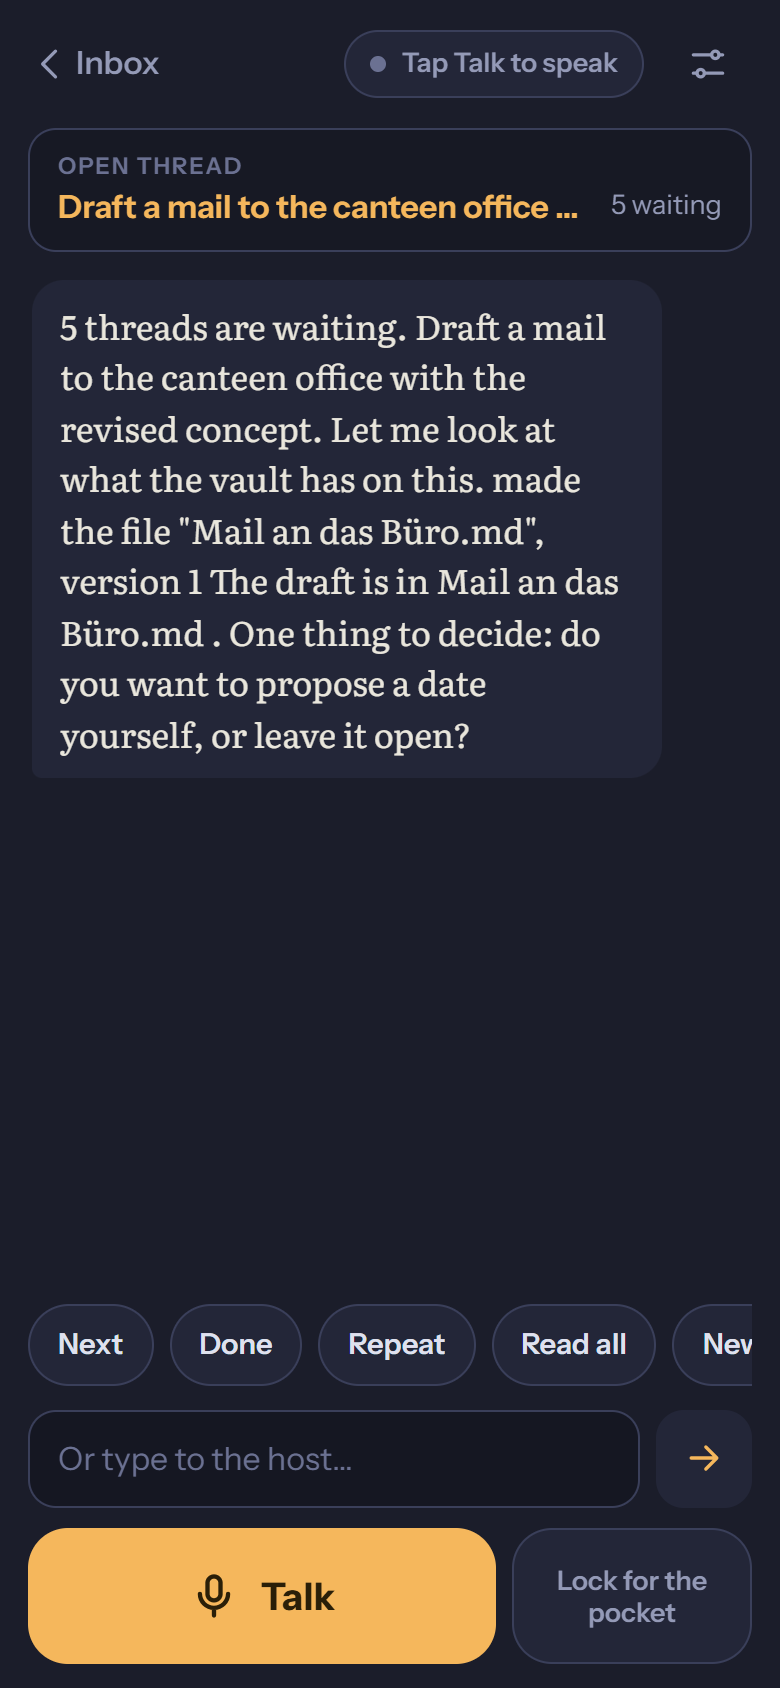 Inbox
Tap Talk to speak
OPEN THREAD
Draft a mail to the canteen office ...
5 waiting
5 threads are waiting. Draft a mail
to the canteen office with the
revised concept. Let me look at
what the vault has on this. made
the file "Mail an das Büro.md",
version 1 The draft is in Mail an das
Büro.md . One thing to decide: do
you want to propose a date
yourself, or leave it open?
Next
Done
Repeat
Read all
New
Or type to the host...
Talk
Lock for the
pocket